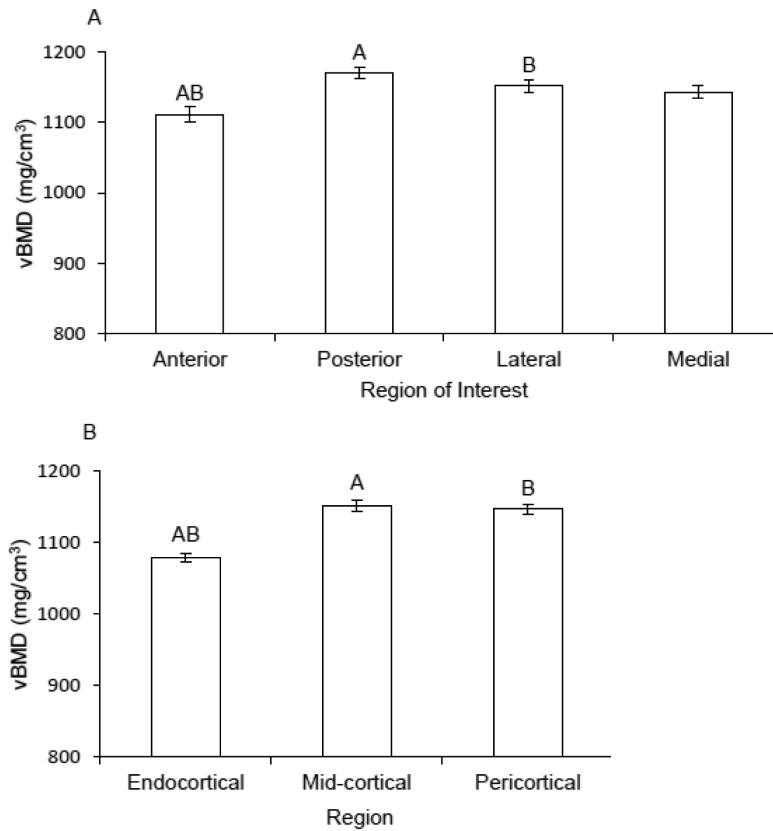 A
1200
1100
1000
900
800
vBMD (mg/cm³)
AB
A
B
Anterior
Posterior
Lateral
Medial
Region of Interest
B
1200
1100
1000
900
800
vBMD (mg/cm³)
AB
A
B
Endocortical
Mid-cortical
Pericortical
Region